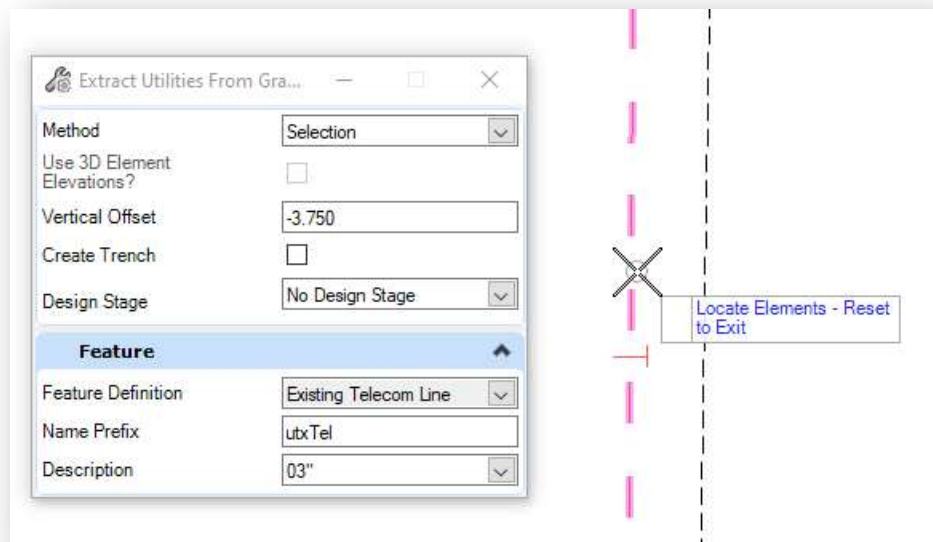 Extract Utilities From Gra...
Method
Selection
Use 3D Element
Elevations?
Vertical Offset
-3.750
Create Trench
Design Stage
No Design Stage
Feature
Feature Definition
Existing Telecom Line
Name Prefix
utxTel
Description
03"
Locate Elements - Reset
to Exit